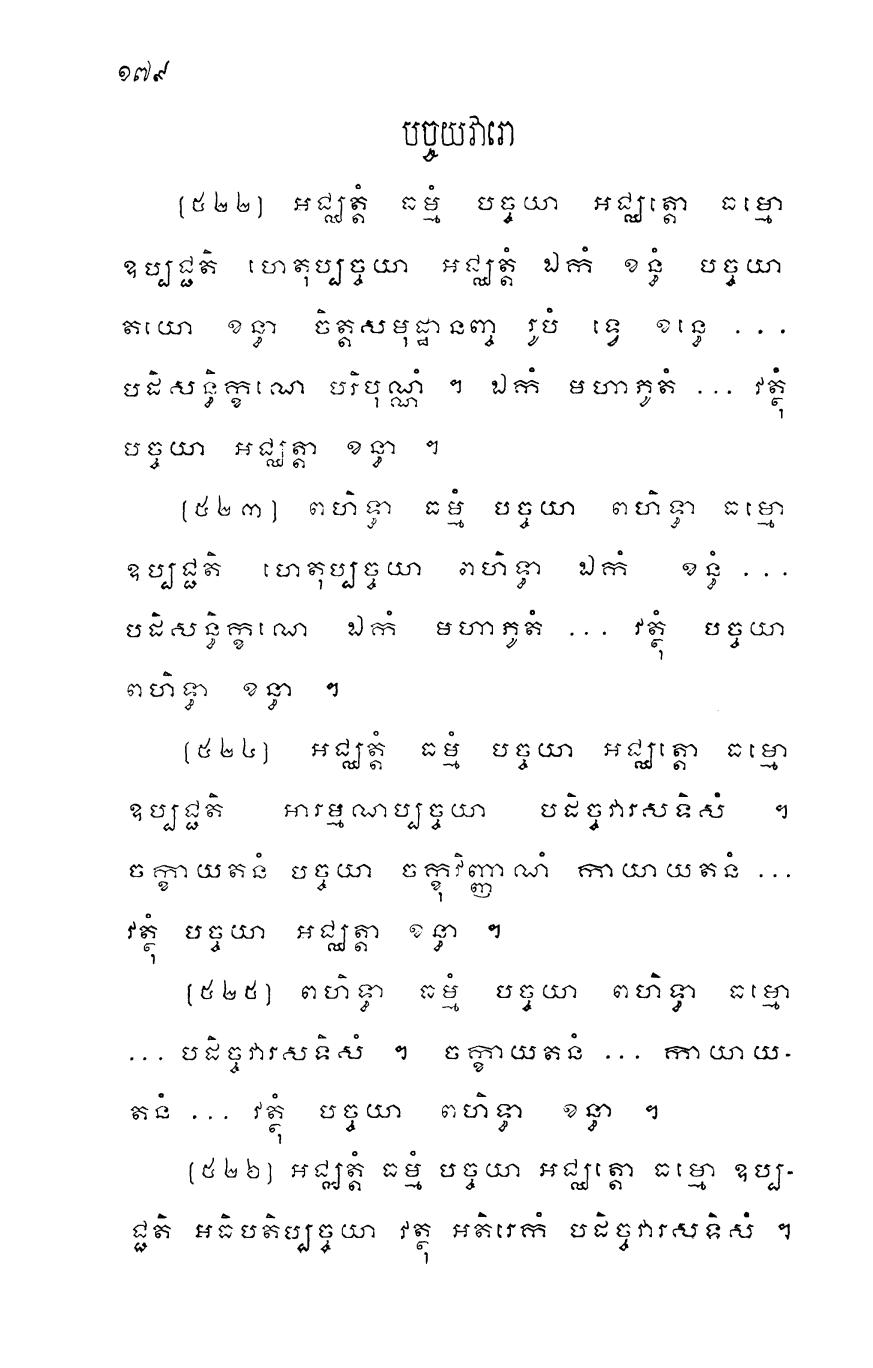 ១៧៩
បច្ចយវារោ
[៥២២] អជ្ឈត្តំ ធម្មំ បច្ចយា អជ្ឈត្តោ ធម្មោ
ឧប្បជ្ជតិ ហេតុប្បច្ចយា អជ្ឈត្តំ ឯកំ ខន្ធំ បច្ចយា
តយោ ខន្ធា ចិត្តសមុដ្ឋានញ្ច រូបំ ទ្វេ ខន្ធេ ...
បដិសន្ធិក្ខណេ បរិបុណ្ណំ ។ ឯកំ មហាភូតំ ... វត្ថុំ
បច្ចយា អជ្ឈត្តា ខន្ធា ។
[៥២៣] ពហិទ្ធា ធម្មំ បច្ចយា ពហិទ្ធា ធម្មោ
ឧប្បជ្ជតិ ហេតុប្បច្ចយា ពហិទ្ធា ឯកំ ខន្ធំ ...
បដិសន្ធិក្ខណេ ឯកំ មហាភូតំ ... វត្ថុំ បច្ចយា
ពហិទ្ធា ខន្ធា ។
[៥២៤] អជ្ឈត្តំ ធម្មំ បច្ចយា អជ្ឈត្តោ ធម្មោ
ឧប្បជ្ជតិ អារម្មណប្បច្ចយា បដិច្ចវារសទិសំ ។
ចក្ខាយតនំ បច្ចយា ចក្ខុវិញ្ញាណំ កាយាយតនំ ...
វត្ថុំ បច្ចយា អជ្ឈត្តា ខន្ធា ។
[៥២៥] ពហិទ្ធា ធម្មំ បច្ចយា ពហិទ្ធា ធម្មោ
... បដិច្ចវារសទិសំ ។ ចក្ខាយតនំ ... កាយាយ-
តនំ ... វត្ថុំ បច្ចយា ពហិទ្ធា ខន្ធា ។
[៥២៦] អជ្ឈត្តំ ធម្មំ បច្ចយា អជ្ឈត្តោ ធម្មោ ឧប្ប-
ជ្ជតិ អធិបតិប្បច្ចយា វត្ថុ អតិរេកំ បដិច្ចវារសទិសំ ។